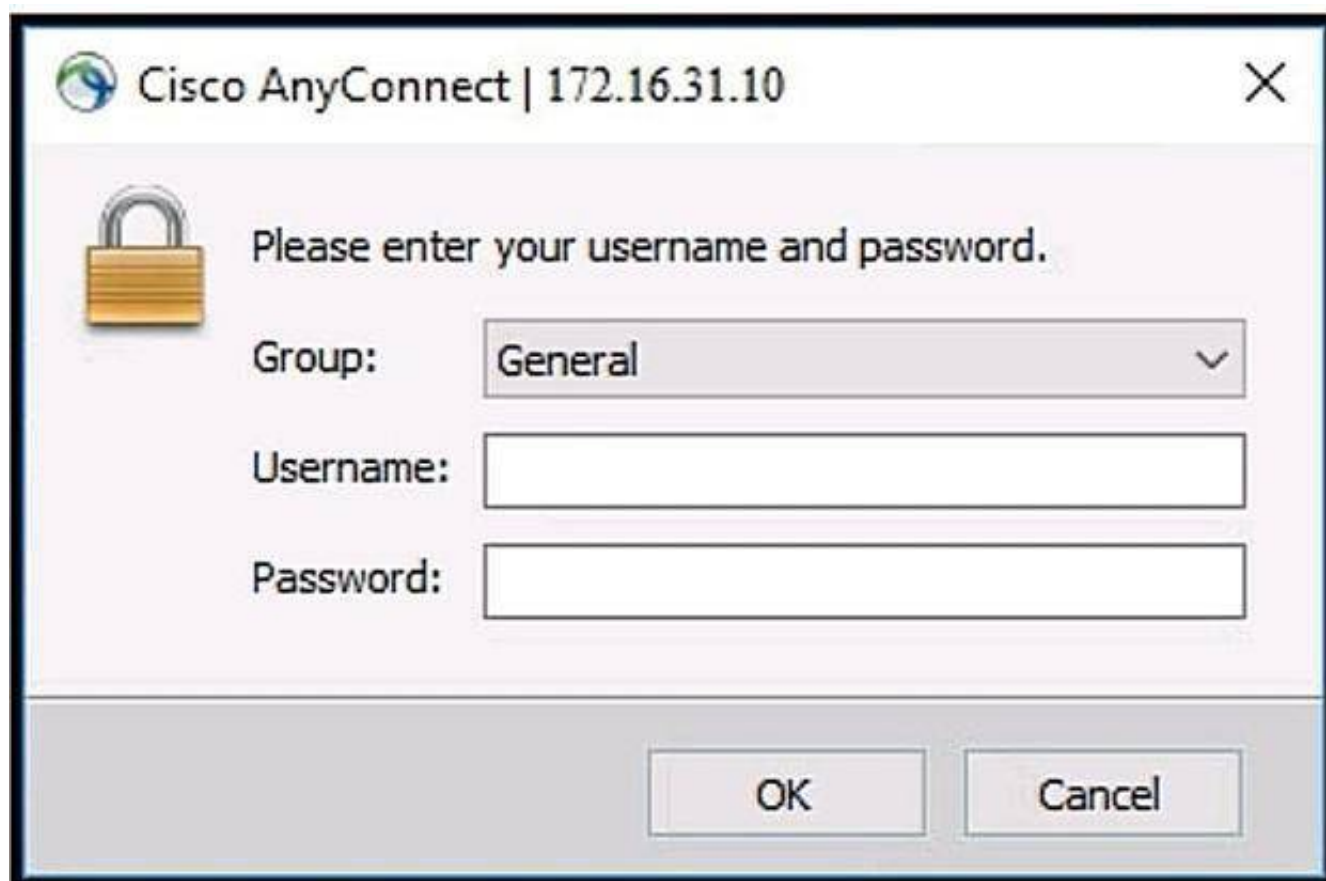 Cisco AnyConnect | 172.16.31.10
Please enter your username and password.
Group: General
Username:
Password:
OK Cancel